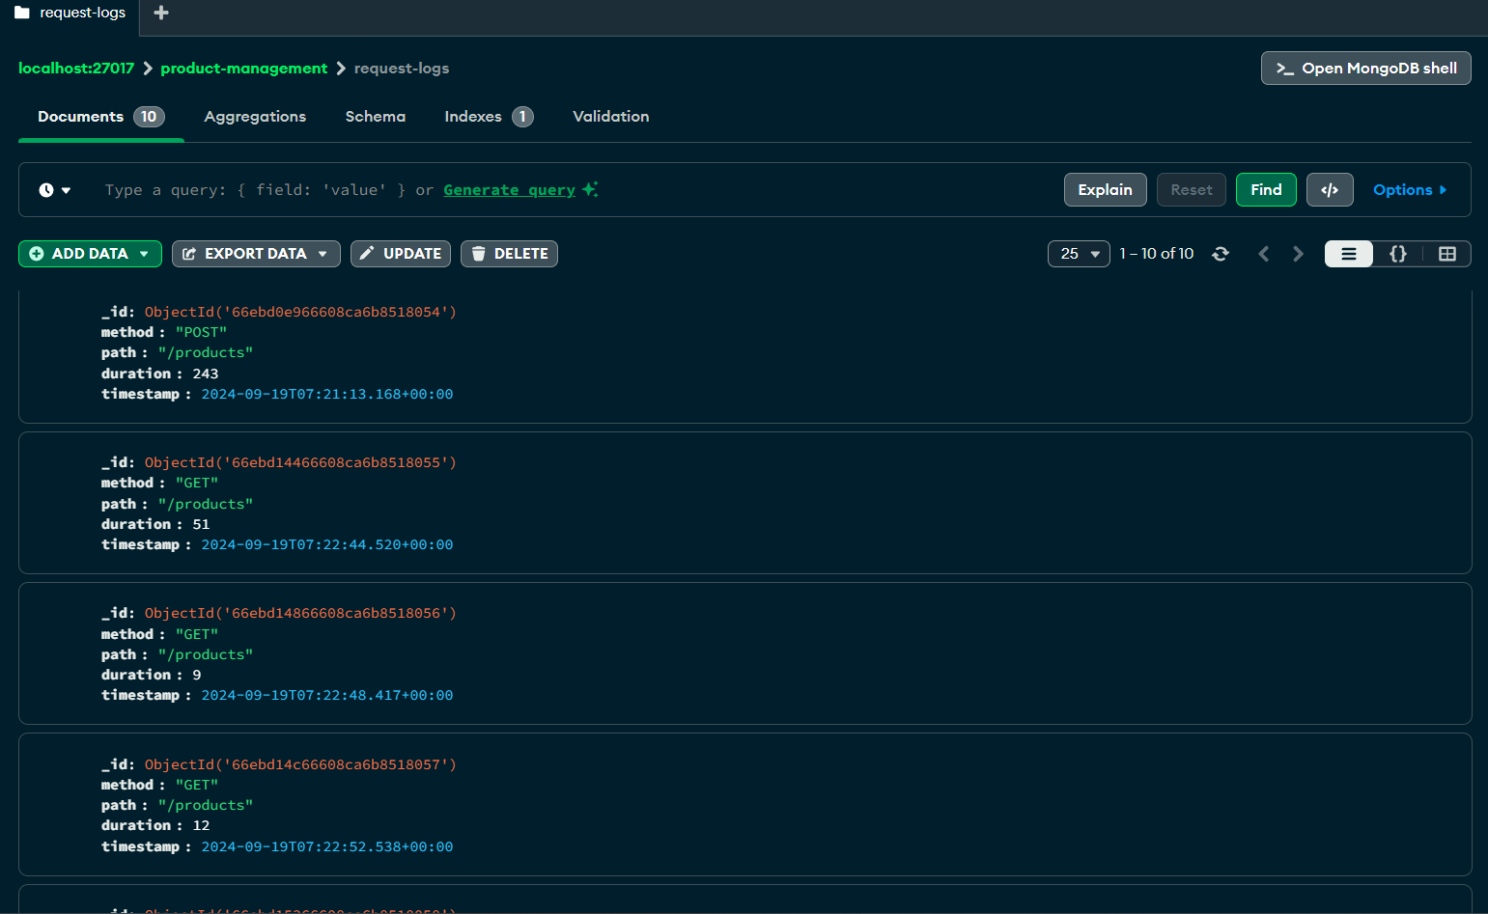 request-logs
localhost:27017 > product-management > request-logs
>_ Open MongoDB shell
Documents 10 Aggregations Schema Indexes 1 Validation
Type a query: { field: 'value' } or Generate query
Explain Reset Find </> Options
ADD DATA EXPORT DATA UPDATE DELETE 25 1 – 10 of 10 {}
_id: ObjectId('66ebd0e966608ca6b8518054')
method : "POST"
path : "/products"
duration : 243
timestamp : 2024-09-19T07:21:13.168+00:00
_id: ObjectId('66ebd14466608ca6b8518055')
method : "GET"
path : "/products"
duration : 51
timestamp : 2024-09-19T07:22:44.520+00:00
_id: ObjectId('66ebd14866608ca6b8518056')
method : "GET"
path : "/products"
duration : 9
timestamp : 2024-09-19T07:22:48.417+00:00
_id: ObjectId('66ebd14c66608ca6b8518057')
method : "GET"
path : "/products"
duration : 12
timestamp : 2024-09-19T07:22:52.538+00:00